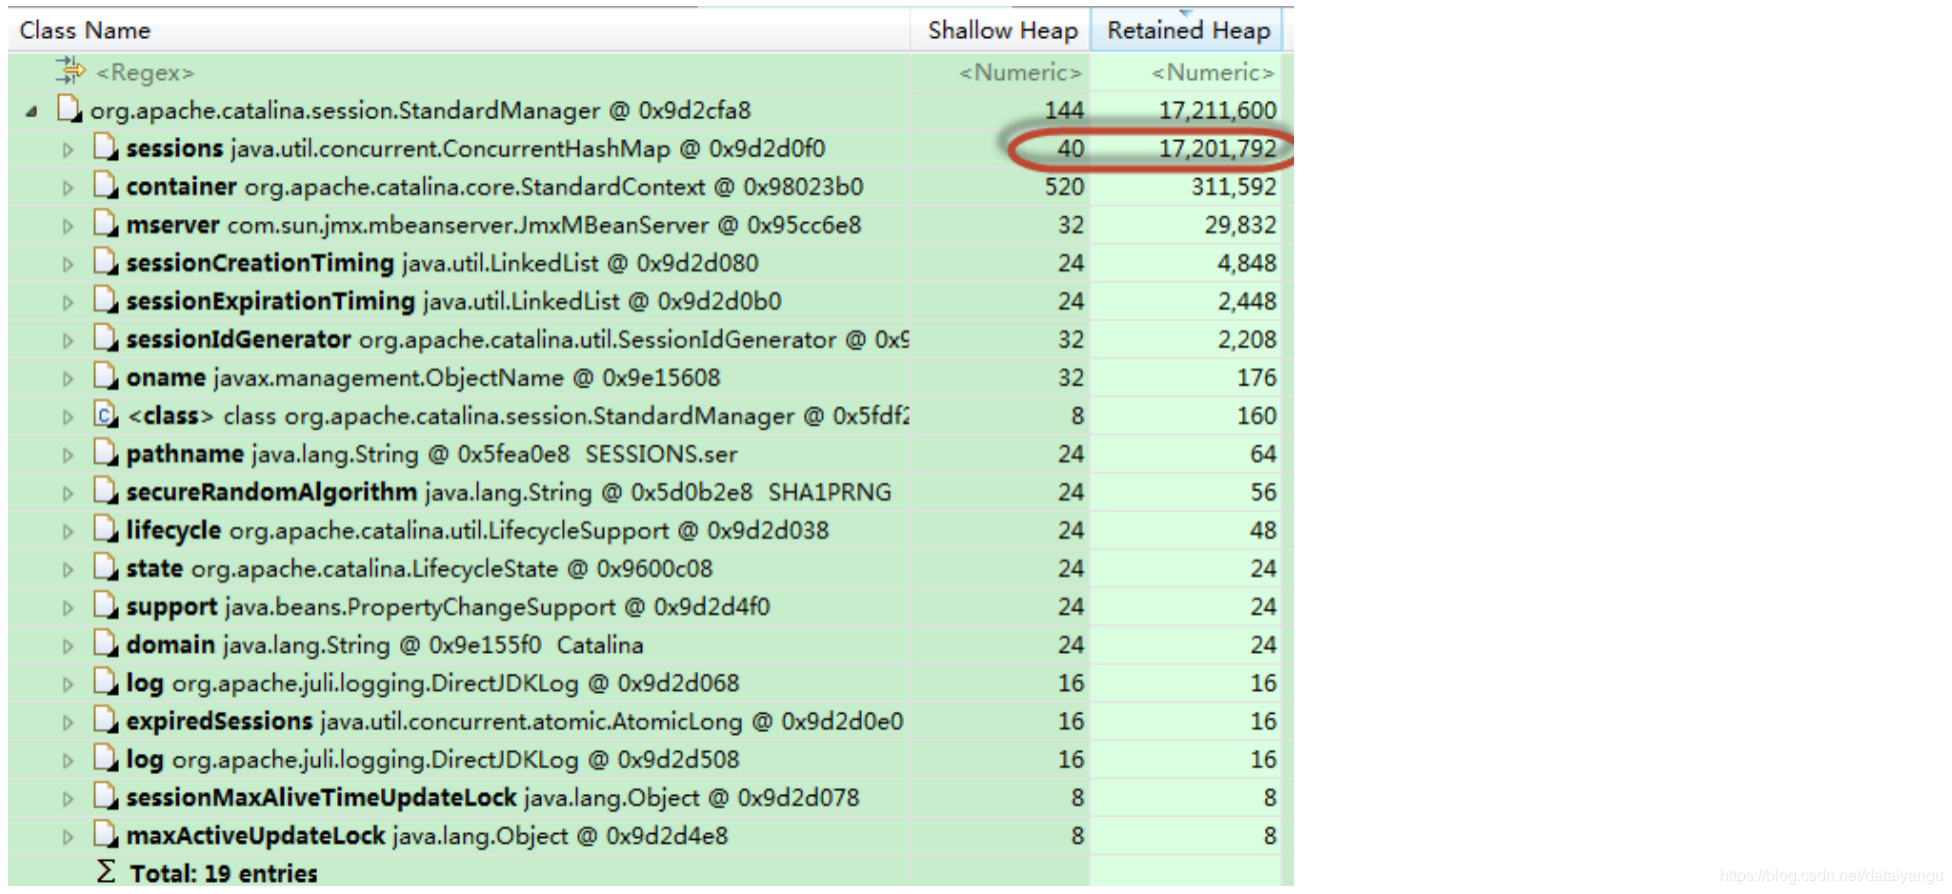 Class Name Shallow Heap Retained Heap
<Regex> <Numeric> <Numeric>
org.apache.catalina.session.StandardManager @ 0x9d2cfa8 144 17,211,600
sessions java.util.concurrent.ConcurrentHashMap @ 0x9d2d0f0 40 17,201,792
container org.apache.catalina.core.StandardContext @ 0x98023b0 520 311,592
mserver com.sun.jmx.mbeanserver.JmxMBeanServer @ 0x95cc6e8 32 29,832
sessionCreationTiming java.util.LinkedList @ 0x9d2d080 24 4,848
sessionExpirationTiming java.util.LinkedList @ 0x9d2d0b0 24 2,448
sessionIdGenerator org.apache.catalina.util.SessionIdGenerator @ 0x9 32 2,208
oname javax.management.ObjectName @ 0x9e15608 32 176
C <class> class org.apache.catalina.session.StandardManager @ 0x5fdf2 8 160
pathname java.lang.String @ 0x5fea0e8 SESSIONS.ser 24 64
secureRandomAlgorithm java.lang.String @ 0x5d0b2e8 SHA1PRNG 24 56
lifecycle org.apache.catalina.util.LifecycleSupport @ 0x9d2d038 24 48
state org.apache.catalina.LifecycleState @ 0x9600c08 24 24
support java.beans.PropertyChangeSupport @ 0x9d2d4f0 24 24
domain java.lang.String @ 0x9e155f0 Catalina 24 24
log org.apache.juli.logging.DirectJDKLog @ 0x9d2d068 16 16
expiredSessions java.util.concurrent.atomic.AtomicLong @ 0x9d2d0e0 16 16
log org.apache.juli.logging.DirectJDKLog @ 0x9d2d508 16 16
sessionMaxAliveTimeUpdateLock java.lang.Object @ 0x9d2d078 8 8
maxActiveUpdateLock java.lang.Object @ 0x9d2d4e8 8 8
Σ Total: 19 entries
https://blog.csdn.net/dataiyangu